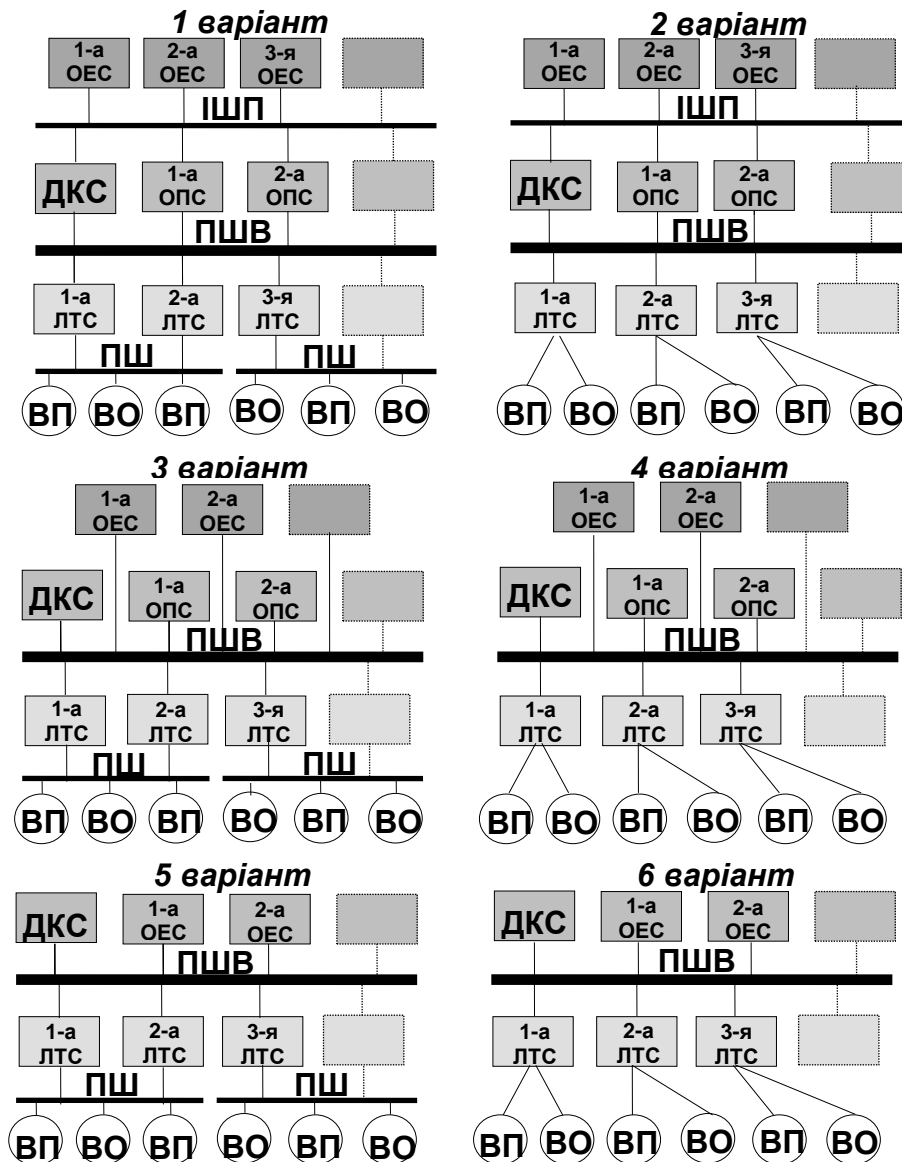 1 варіант
1-а 2-а 3-я
ОЕС ОЕС ОЕС
ІШП
ДКС 1-а ОПС 2-а ОПС
ПШВ
1-а ЛТС 2-а ЛТС 3-я ЛТС
ПШ ПШ
ВП ВО ВП ВО ВП ВО
2 варіант
1-а 2-а 3-я
ОЕС ОЕС ОЕС
ІШП
ДКС 1-а ОПС 2-а ОПС
ПШВ
1-а ЛТС 2-а ЛТС 3-я ЛТС
ВП ВО ВП ВО ВП ВО
3 варіант
1-а 2-а
ОЕС ОЕС
ДКС 1-а ОПС 2-а ОПС
ПШВ
1-а ЛТС 2-а ЛТС 3-я ЛТС
ПШ ПШ
ВП ВО ВП ВО ВП ВО
4 варіант
1-а 2-а
ОЕС ОЕС
ДКС 1-а ОПС 2-а ОПС
ПШВ
1-а ЛТС 2-а ЛТС 3-я ЛТС
ВП ВО ВП ВО ВП ВО
5 варіант
ДКС 1-а ОЕС 2-а ОЕС
ПШВ
1-а ЛТС 2-а ЛТС 3-я ЛТС
ПШ ПШ
ВП ВО ВП ВО ВП ВО
6 варіант
ДКС 1-а ОЕС 2-а ОЕС
ПШВ
1-а ЛТС 2-а ЛТС 3-я ЛТС
ВП ВО ВП ВО ВП ВО